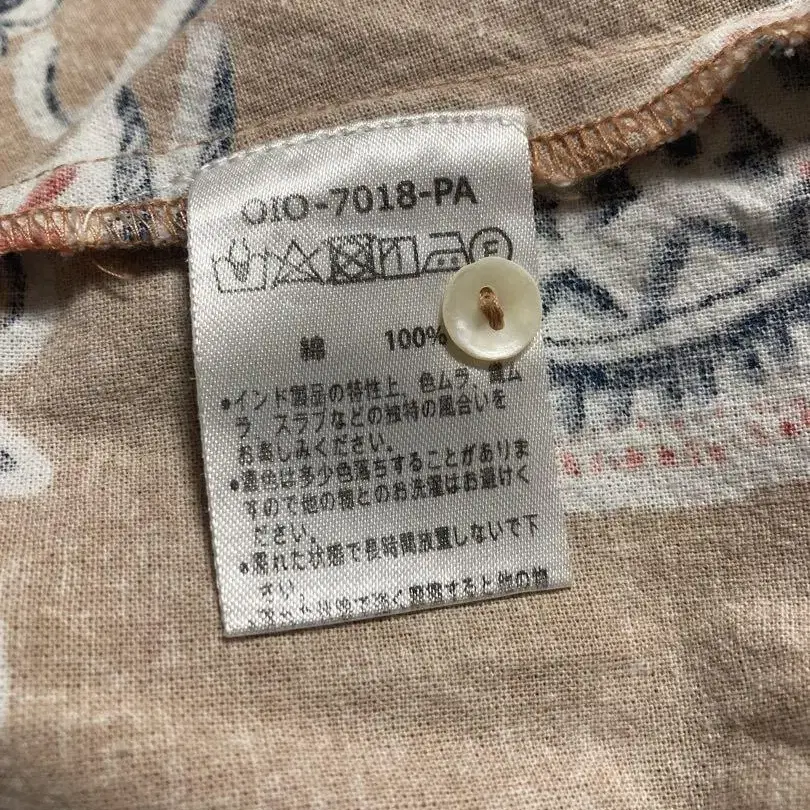 OIO-7018-PA
F
綿 100%
•インド製品の特性上、色ムラ、織ム
ラ、スラブなどの独特の風合いを
お楽しみください。
•濃色は多少色落ちすることがありま
すので他の物とのお洗濯はお避けく
ださい。
•濡れた状態で長時間放置しないで下
さい。